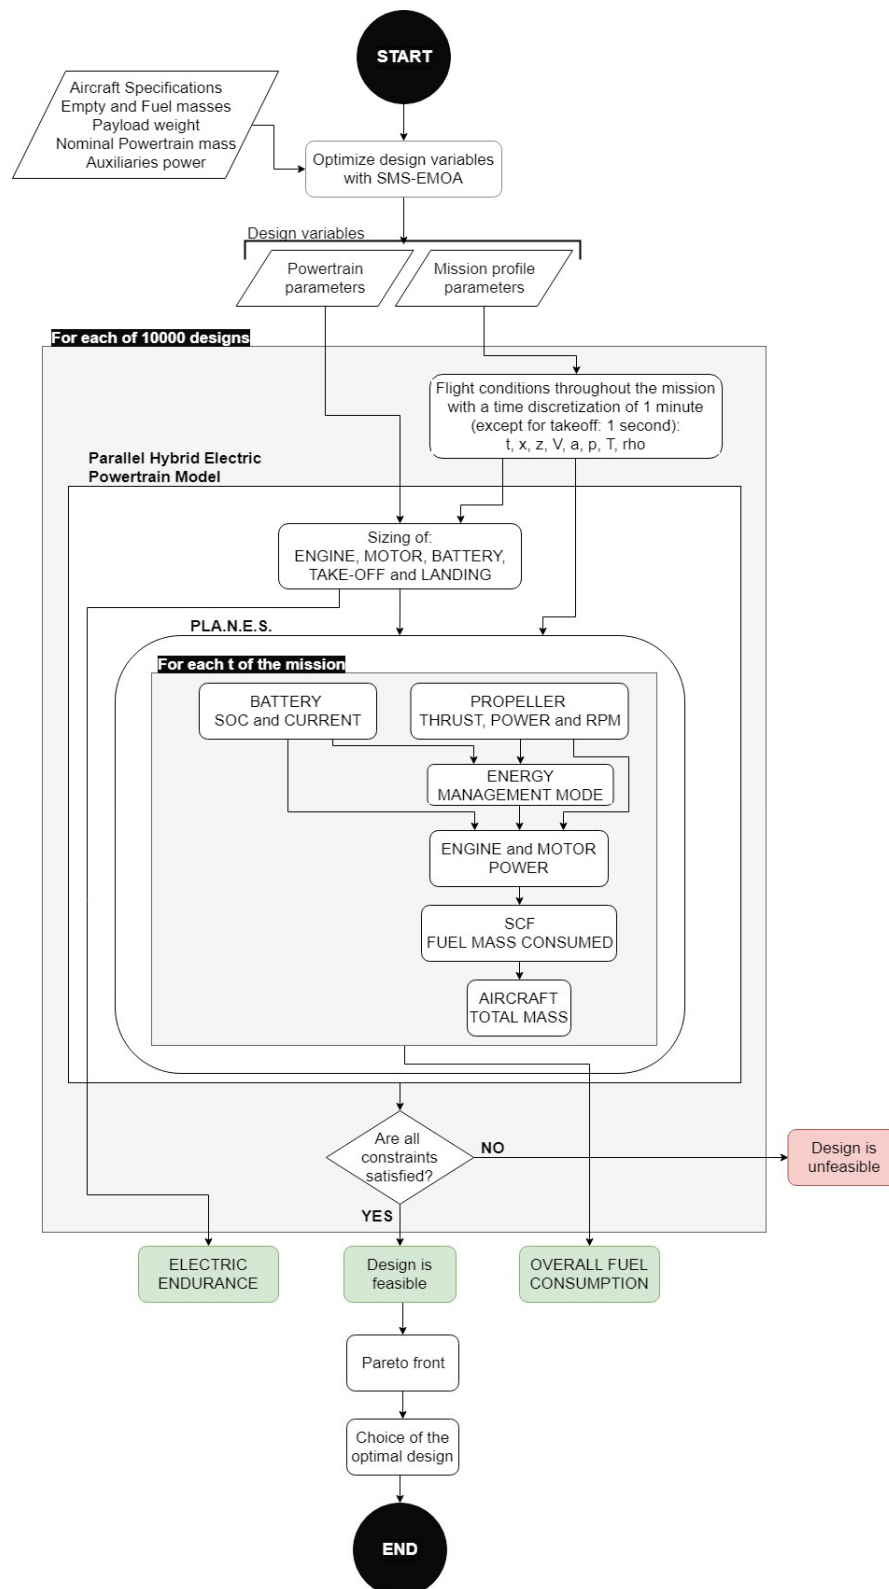 START
Aircraft Specifications
Empty and Fuel masses
Payload weight
Nominal Powertrain mass
Auxiliaries power
Optimize design variables
with SMS-EMOA
Design variables
Powertrain
parameters
Mission profile
parameters
For each of 10000 designs
Flight conditions throughout the mission
with a time discretization of 1 minute
(except for takeoff: 1 second):
t, x, z, V, a, p, T, rho
Parallel Hybrid Electric
Powertrain Model
Sizing of:
ENGINE, MOTOR, BATTERY,
TAKE-OFF and LANDING
PLA.N.E.S.
For each t of the mission
BATTERY
SOC and CURRENT
PROPELLER
THRUST, POWER and RPM
ENERGY
MANAGEMENT MODE
ENGINE and MOTOR
POWER
SCF
FUEL MASS CONSUMED
AIRCRAFT
TOTAL MASS
Are all
constraints
satisfied?
NO
Design is
unfeasible
YES
ELECTRIC
ENDURANCE
Design is
feasible
OVERALL FUEL
CONSUMPTION
Pareto front
Choice of the
optimal design
END